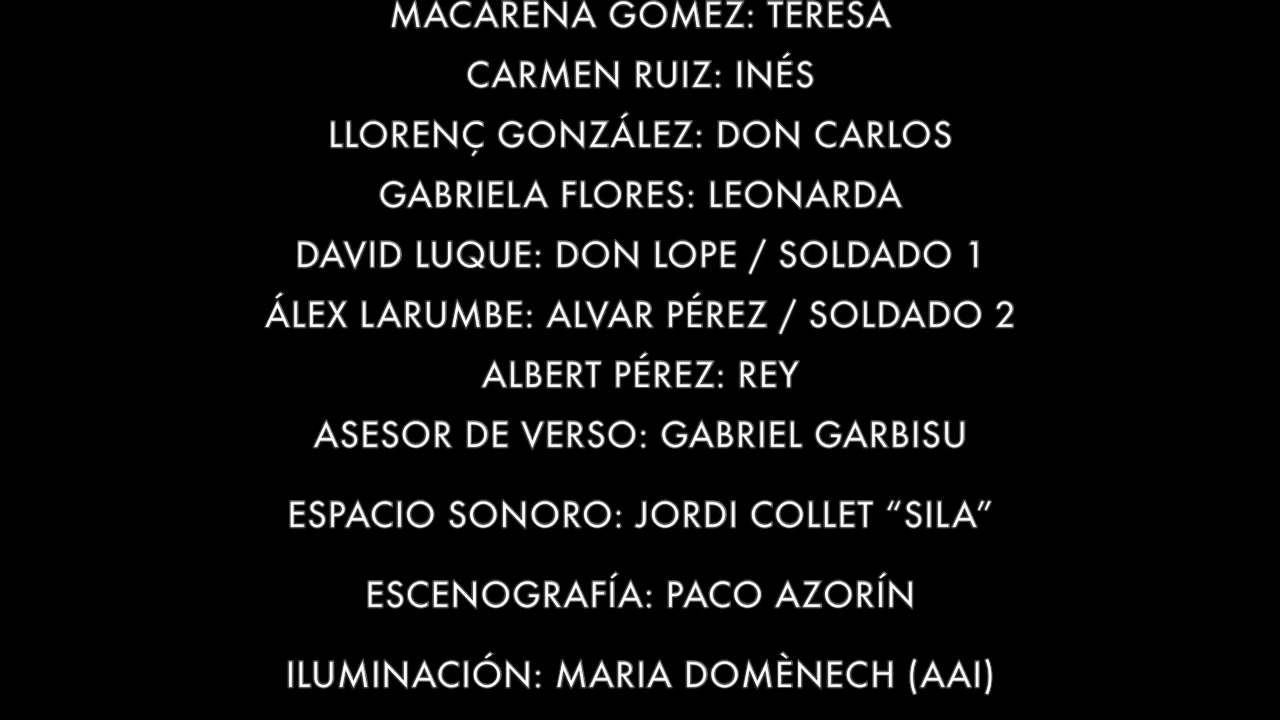 MACARENA GÓMEZ: TERESA
CARMEN RUIZ: INÉS
LLORENÇ GONZÁLEZ: DON CARLOS
GABRIELA FLORES: LEONARDA
DAVID LUQUE: DON LOPE / SOLDADO 1
ÁLEX LARUMBE: ALVAR PÉREZ / SOLDADO 2
ALBERT PÉREZ: REY
ASESOR DE VERSO: GABRIEL GARBISU
ESPACIO SONORO: JORDI COLLET “SILA”
ESCENOGRAFÍA: PACO AZORÍN
ILUMINACIÓN: MARIA DOMÈNECH (AAI)